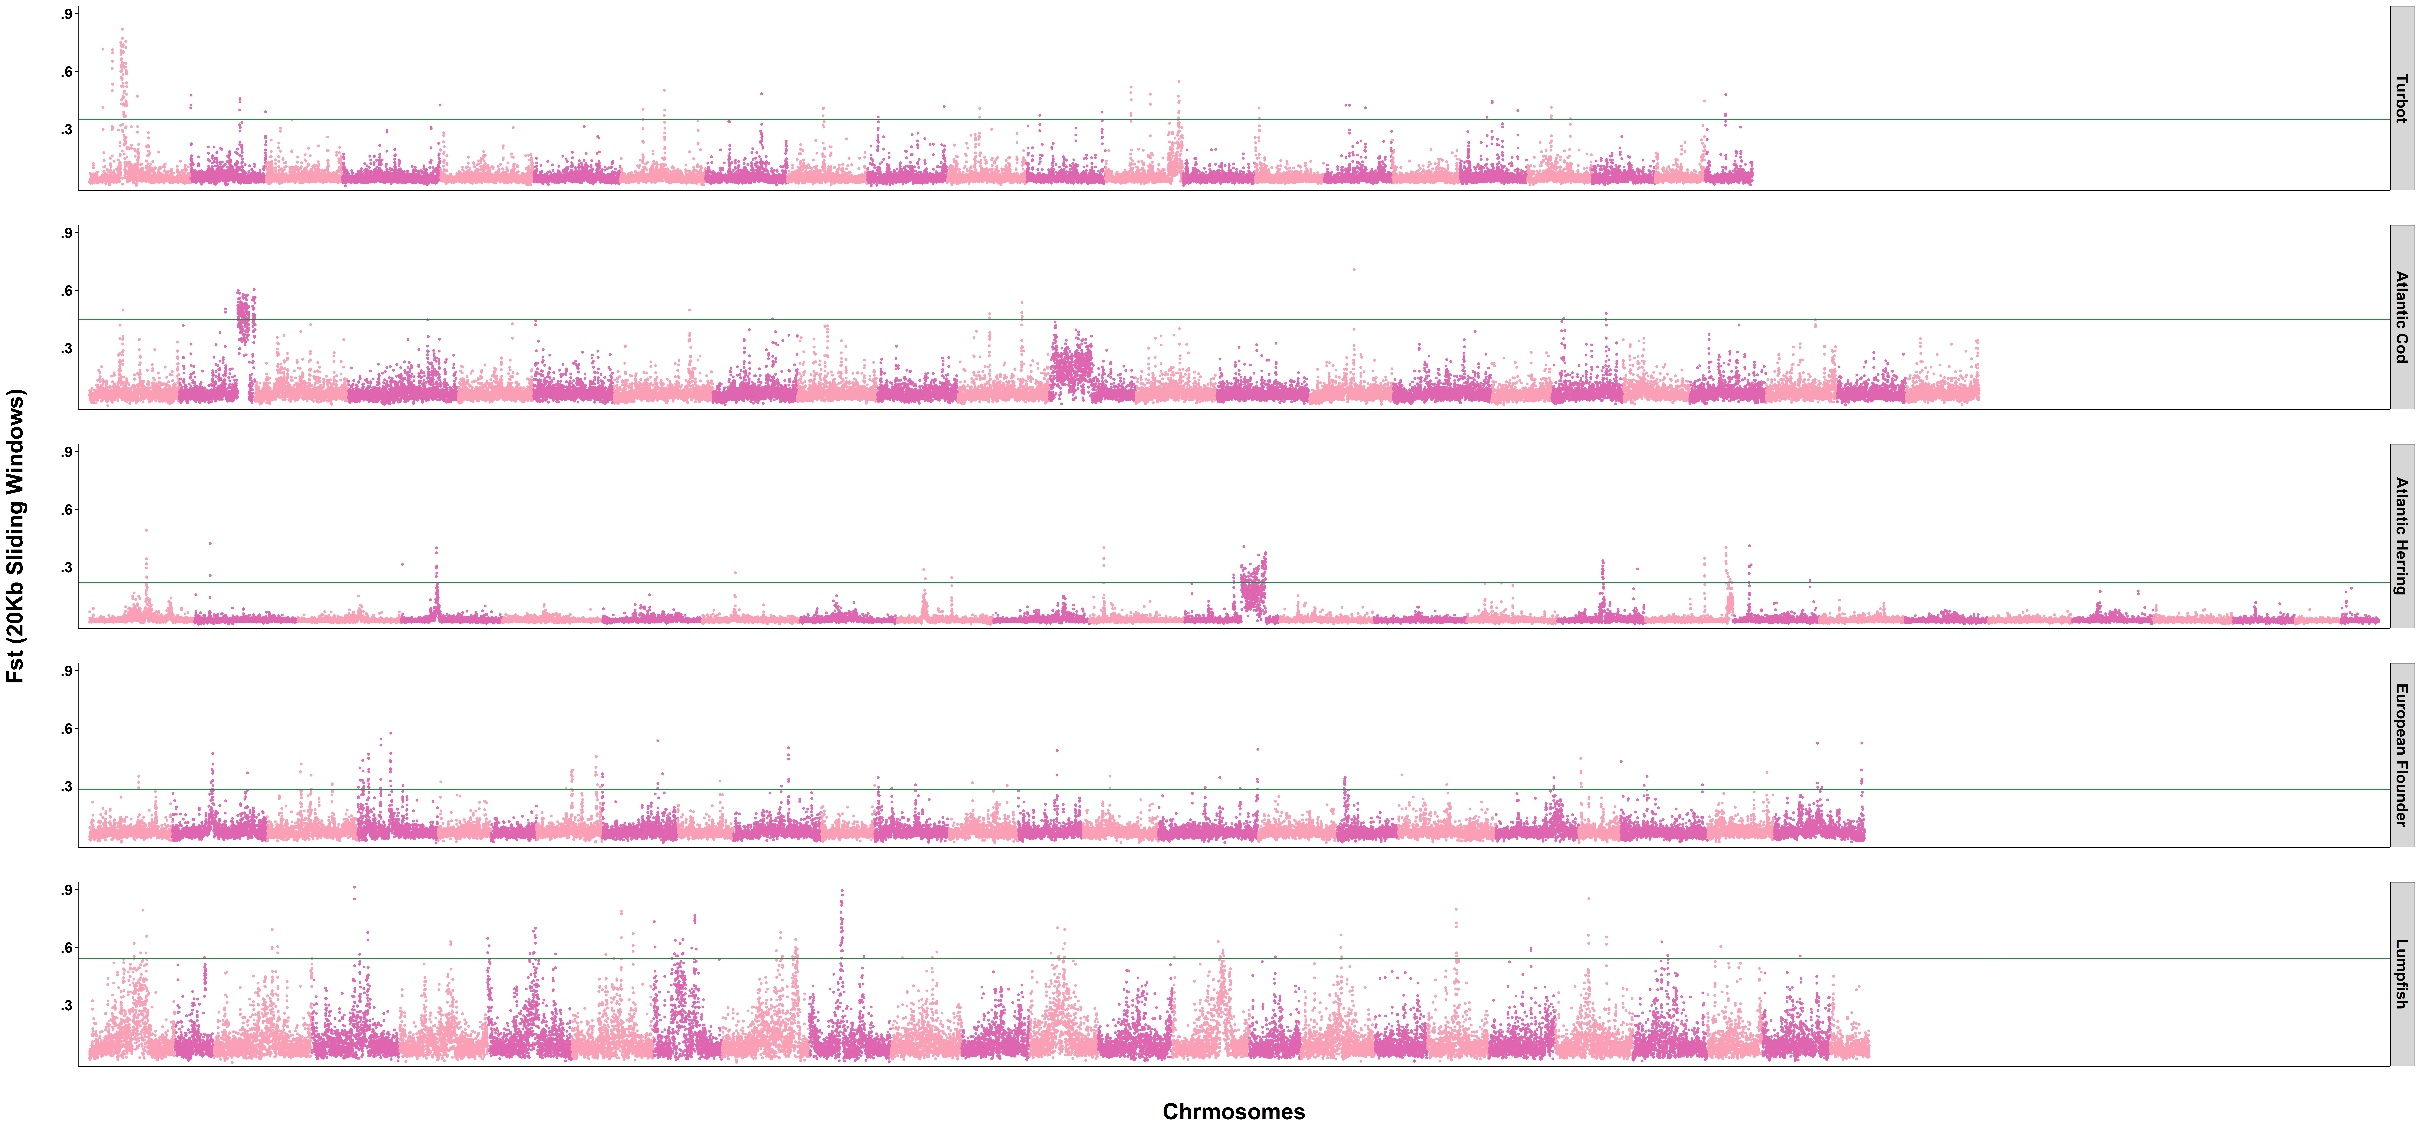 Fst (20Kb Sliding Windows)
.9
.6
.3
Turbot
.9
.6
.3
Atlantic Cod
.9
.6
.3
Atlantic Herring
.9
.6
.3
European Flounder
.9
.6
.3
Lumpfish
Chrmosomes